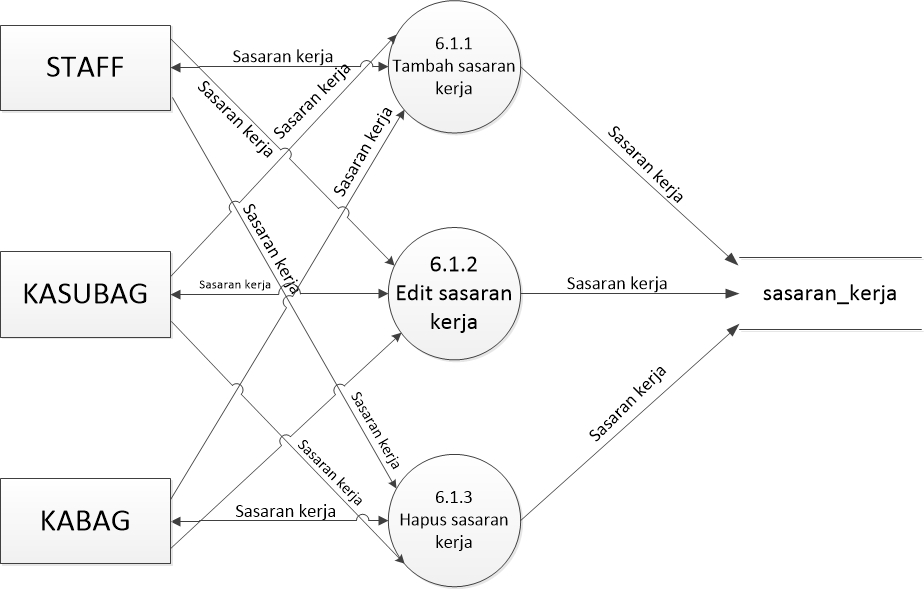 STAFF
Sasaran kerja
6.1.1
Tambah sasaran
kerja
Sasaran kerja
Sasaran kerja
Sasaran kerja
Sasaran kerja
Sasaran kerja
KASUBAG
Sasaran kerja
6.1.2
Edit sasaran
kerja
Sasaran kerja
sasaran_kerja
Sasaran kerja
Sasaran kerja
Sasaran kerja
KABAG
Sasaran kerja
6.1.3
Hapus sasaran
kerja